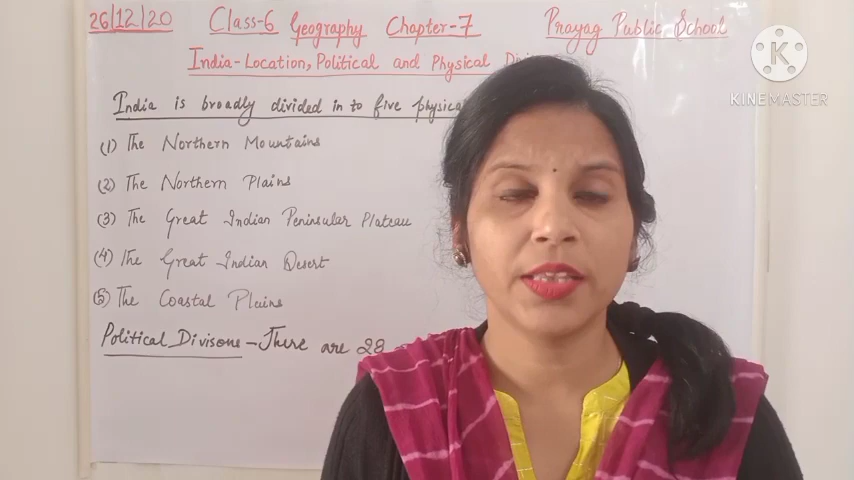 26/12/20 Class-6 Geography Chapter-7 Prayag Public School
India-Location, Political and Physical
India is broadly divided in to five
(1) The Northern Mountains
(2) The Northern Plains
(3) The Great Indian Peninsular Plateau
(4) The Great Indian Desert
(5) The Coastal Plains
Political Divisons - There are 28
KINEMASTER